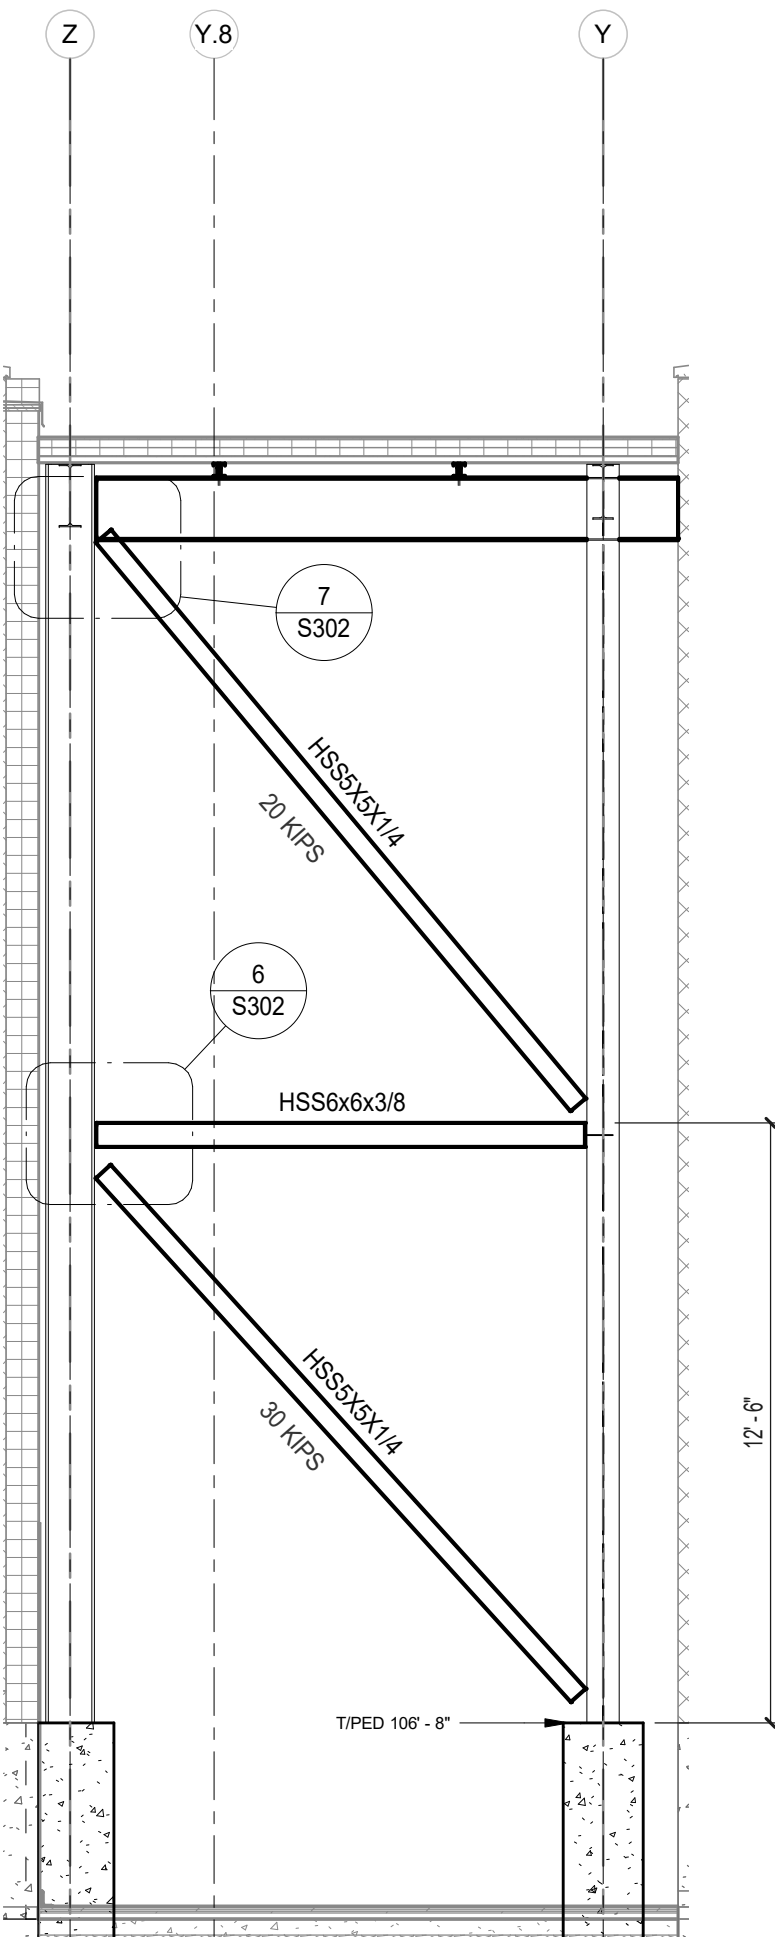 Z
Y.8
Y
7
S302
HSS5X5X1/4
20 KIPS
6
S302
HSS6x6x3/8
HSS5X5X1/4
30 KIPS
12' - 6"
T/PED 106' - 8"